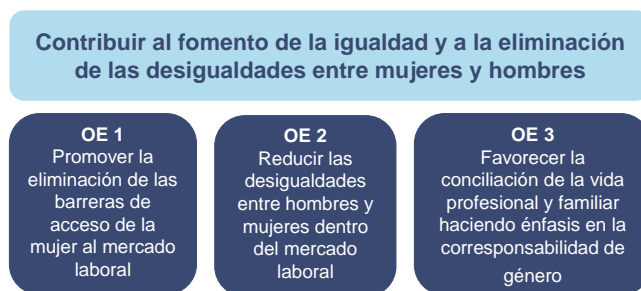 Contribuir al fomento de la igualdad y a la eliminación
de las desigualdades entre mujeres y hombres
OE 1
Promover la
eliminación de las
barreras de
acceso de la
mujer al mercado
laboral
OE 2
Reducir las
desigualdades
entre hombres y
mujeres dentro
del mercado
laboral
OE 3
Favorecer la
conciliación de la vida
profesional y familiar
haciendo énfasis en la
corresponsabilidad de
género